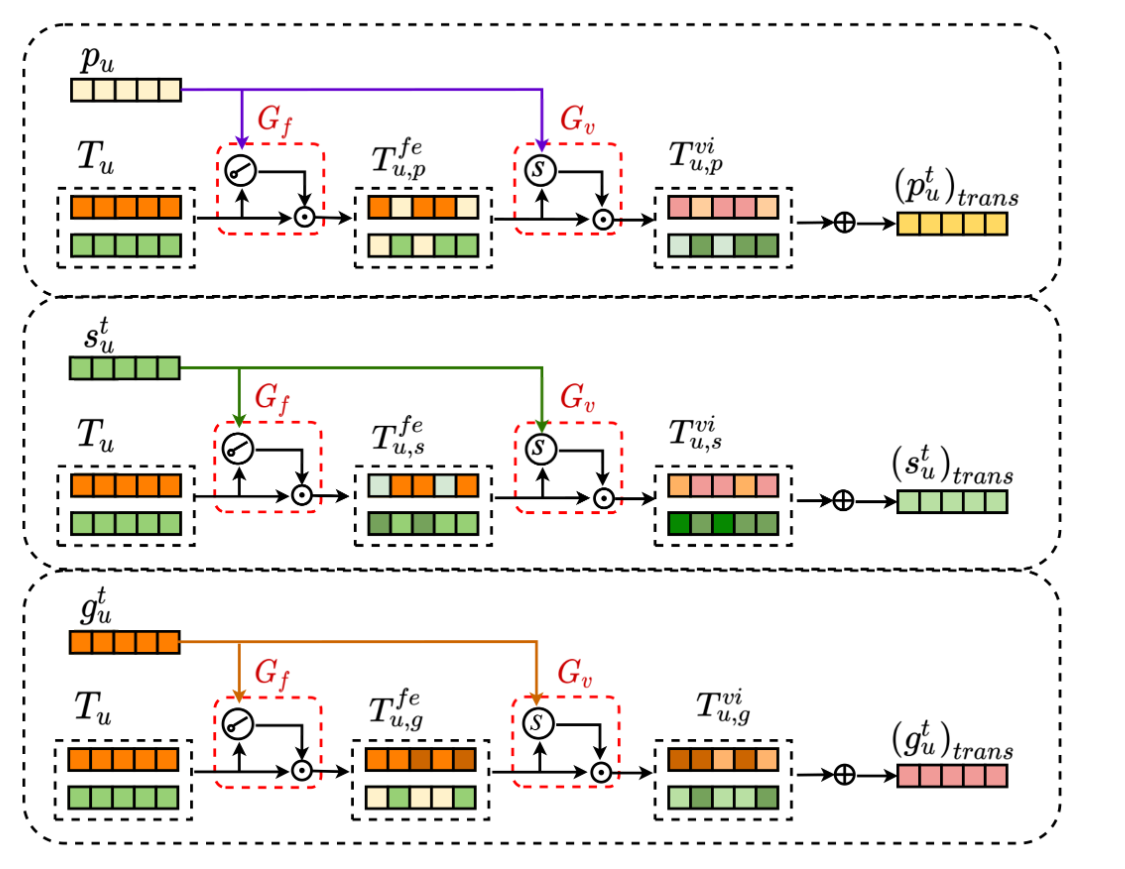 p_u
G_f G_v
T_u T_{u,p}^{fe} S T_{u,p}^{vi} (p_u^t)_{trans}
s_u^t
G_f G_v
T_u T_{u,s}^{fe} S T_{u,s}^{vi} (s_u^t)_{trans}
g_u^t
G_f G_v
T_u T_{u,g}^{fe} S T_{u,g}^{vi} (g_u^t)_{trans}